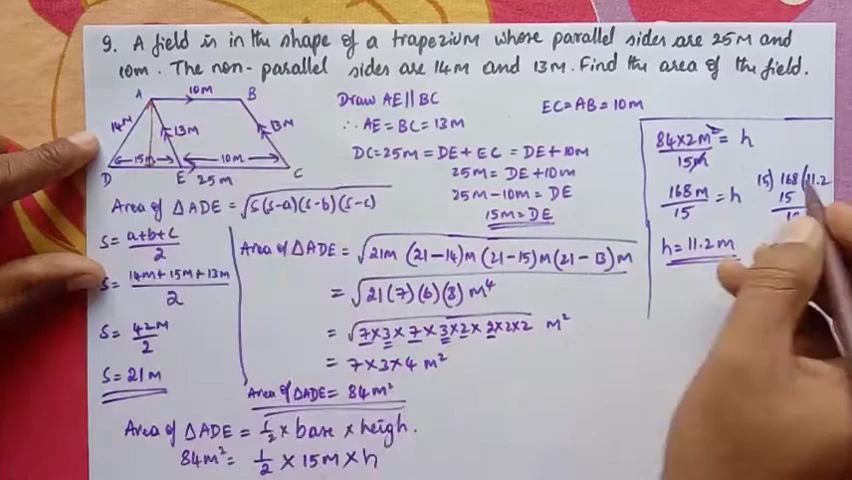 9. A field is in the shape of a trapezium whose parallel sides are 25M and
10m. The non-parallel sides are 14M and 13M. Find the area of the field.
A 10M B
14M 13M 13M
D 15M E 10M C
25M
Draw AE||BC
∴ AE = BC = 13M
EC = AB = 10M
DC = 25M = DE + EC = DE + 10M
25M = DE + 10M
25M - 10M = DE
15M = DE
Area of ΔADE = √s(s-a)(s-b)(s-c)
S = a+b+c/2
S = 14M+15M+13M/2
S = 42M/2
S = 21M
Area of ΔADE = √21M (21-14)M (21-15)M (21-13)M
= √21(7)(6)(8) M⁴
= √7×3×7×3×2×2×2×2 M²
= 7×3×4 M²
Area of ΔADE = 84M²
Area of ΔADE = 1/2 × base × heigh.
84M² = 1/2 × 15M × h
84×2M²/15M = h
168M/15 = h
h = 11.2M
15) 168 (11.2
15